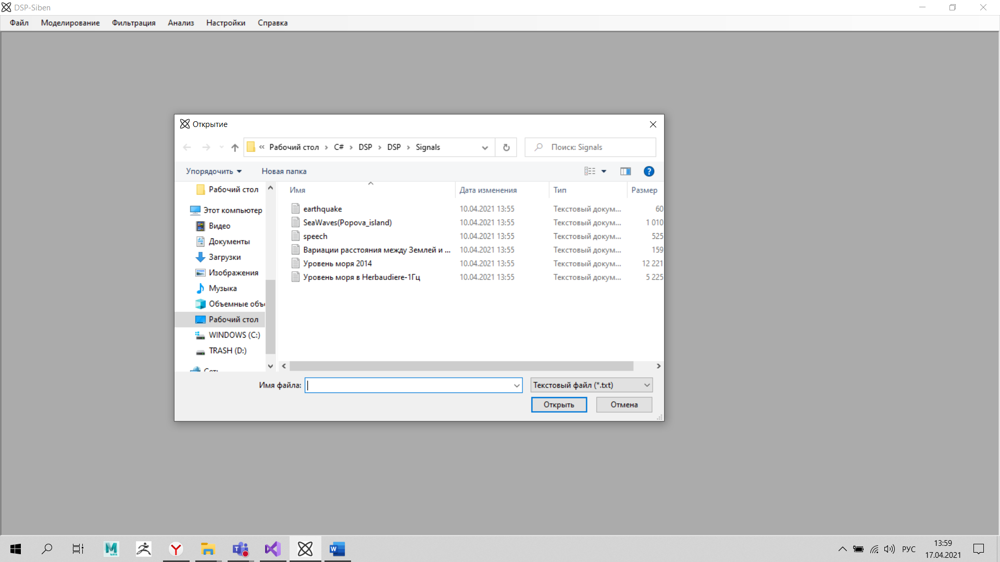 DSP-Siben
Файл Моделирование Фильтрация Анализ Настройки Справка
Открытие
« Рабочий стол › C# › DSP › DSP › Signals
Поиск: Signals
Упорядочить Новая папка
Имя Дата изменения Тип Размер
Рабочий стол
Этот компьютер
Видео
Документы
Загрузки
Изображения
Музыка
Объемные объ
Рабочий стол
WINDOWS (C:)
TRASH (D:)
Сеть
earthquake 10.04.2021 13:55 Текстовый докум... 60
SeaWaves(Popova_island) 10.04.2021 13:55 Текстовый докум... 1 010
speech 10.04.2021 13:55 Текстовый докум... 525
Вариации расстояния между Землей и ... 10.04.2021 13:55 Текстовый докум... 159
Уровень моря 2014 10.04.2021 13:55 Текстовый докум... 12 221
Уровень моря в Herbaudiere-1Гц 10.04.2021 13:55 Текстовый докум... 5 225
Имя файла:
Текстовый файл (*.txt)
Открыть Отмена
РУС
13:59
17.04.2021